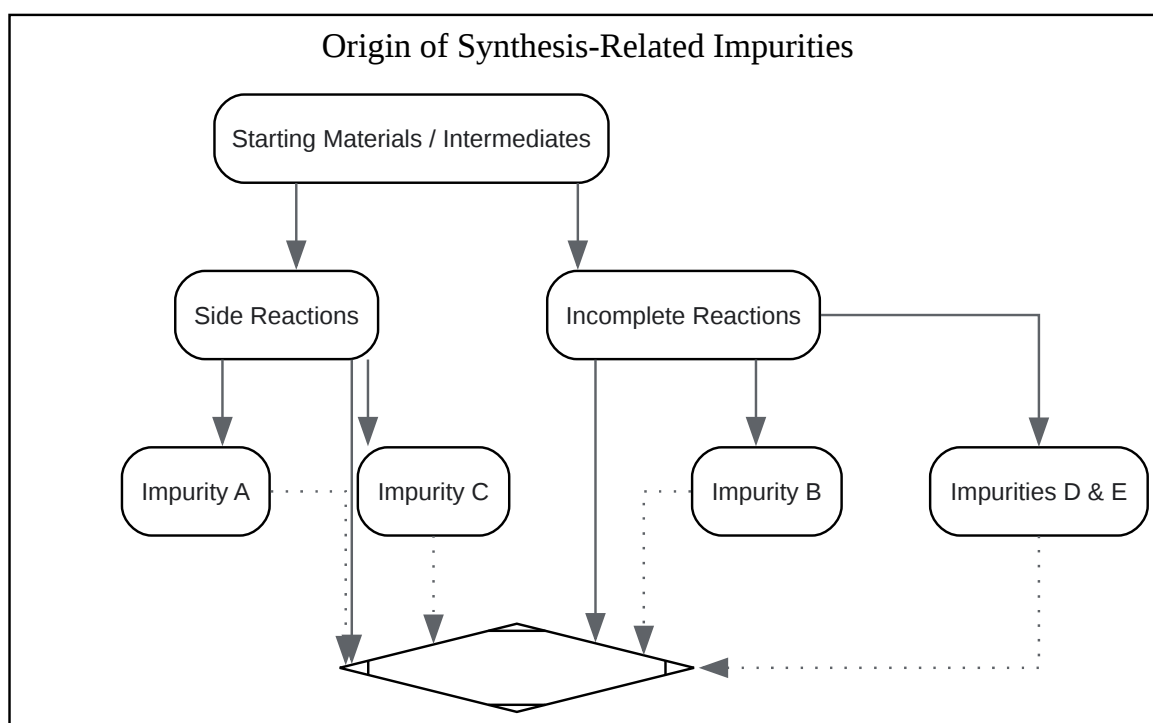 Origin of Synthesis-Related Impurities
Starting Materials / Intermediates
Side Reactions
Incomplete Reactions
Impurity A
Impurity C
Impurity B
Impurities D & E